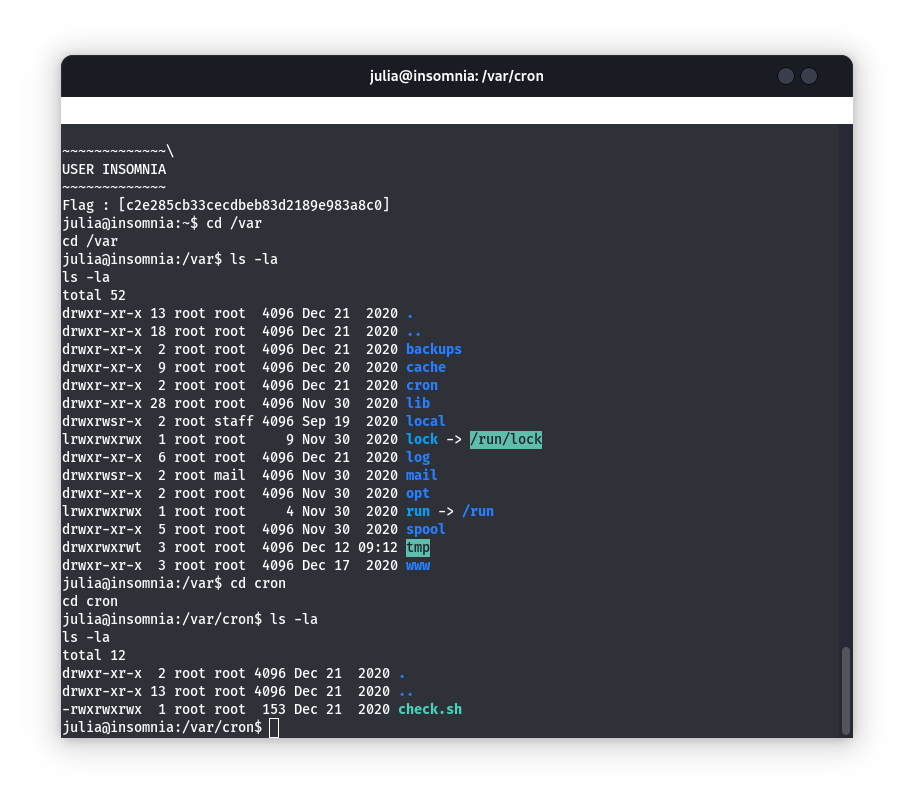 julia@insomnia: /var/cron
~~~~~~~~~~~~~\
USER INSOMNIA
~~~~~~~~~~~~~
Flag : [c2e285cb33cecdbeb83d2189e983a8c0]
julia@insomnia:~$ cd /var
cd /var
julia@insomnia:/var$ ls -la
ls -la
total 52
drwxr-xr-x 13 root root  4096 Dec 21  2020 .
drwxr-xr-x 18 root root  4096 Dec 21  2020 ..
drwxr-xr-x  2 root root  4096 Dec 21  2020 backups
drwxr-xr-x  9 root root  4096 Dec 20  2020 cache
drwxr-xr-x  2 root root  4096 Dec 21  2020 cron
drwxr-xr-x 28 root root  4096 Nov 30  2020 lib
drwxrwsr-x  2 root staff 4096 Sep 19  2020 local
lrwxrwxrwx  1 root root     9 Nov 30  2020 lock -> /run/lock
drwxr-xr-x  6 root root  4096 Dec 21  2020 log
drwxrwsr-x  2 root mail  4096 Nov 30  2020 mail
drwxr-xr-x  2 root root  4096 Nov 30  2020 opt
lrwxrwxrwx  1 root root     4 Nov 30  2020 run -> /run
drwxr-xr-x  5 root root  4096 Nov 30  2020 spool
drwxrwxrwt  3 root root  4096 Dec 12 09:12 tmp
drwxr-xr-x  3 root root  4096 Dec 17  2020 www
julia@insomnia:/var$ cd cron
cd cron
julia@insomnia:/var/cron$ ls -la
ls -la
total 12
drwxr-xr-x  2 root root 4096 Dec 21  2020 .
drwxr-xr-x 13 root root 4096 Dec 21  2020 ..
-rwxrwxrwx  1 root root  153 Dec 21  2020 check.sh
julia@insomnia:/var/cron$